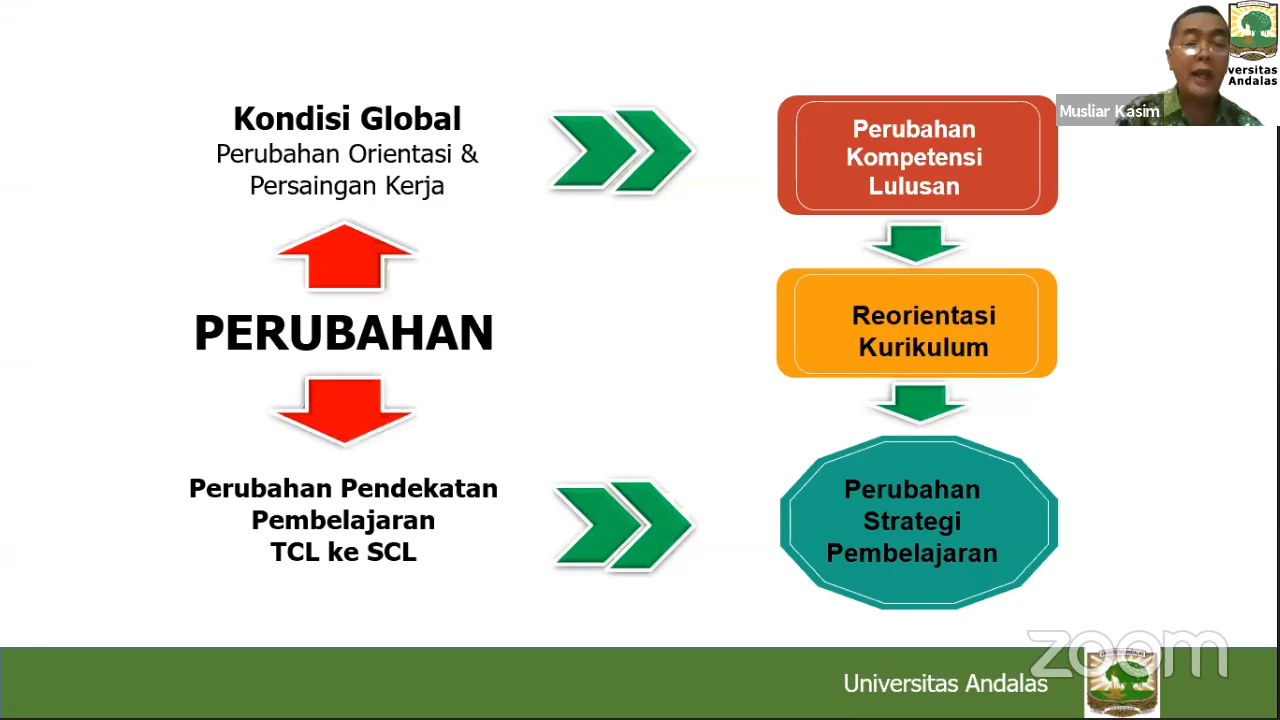 Kondisi Global
Perubahan Orientasi &
Persaingan Kerja
PERUBAHAN
Perubahan Pendekatan
Pembelajaran
TCL ke SCL
Perubahan
Kompetensi
Lulusan
Reorientasi
Kurikulum
Perubahan
Strategi
Pembelajaran
versitas
Andalas
Musliar Kasim
zoom
Universitas Andalas